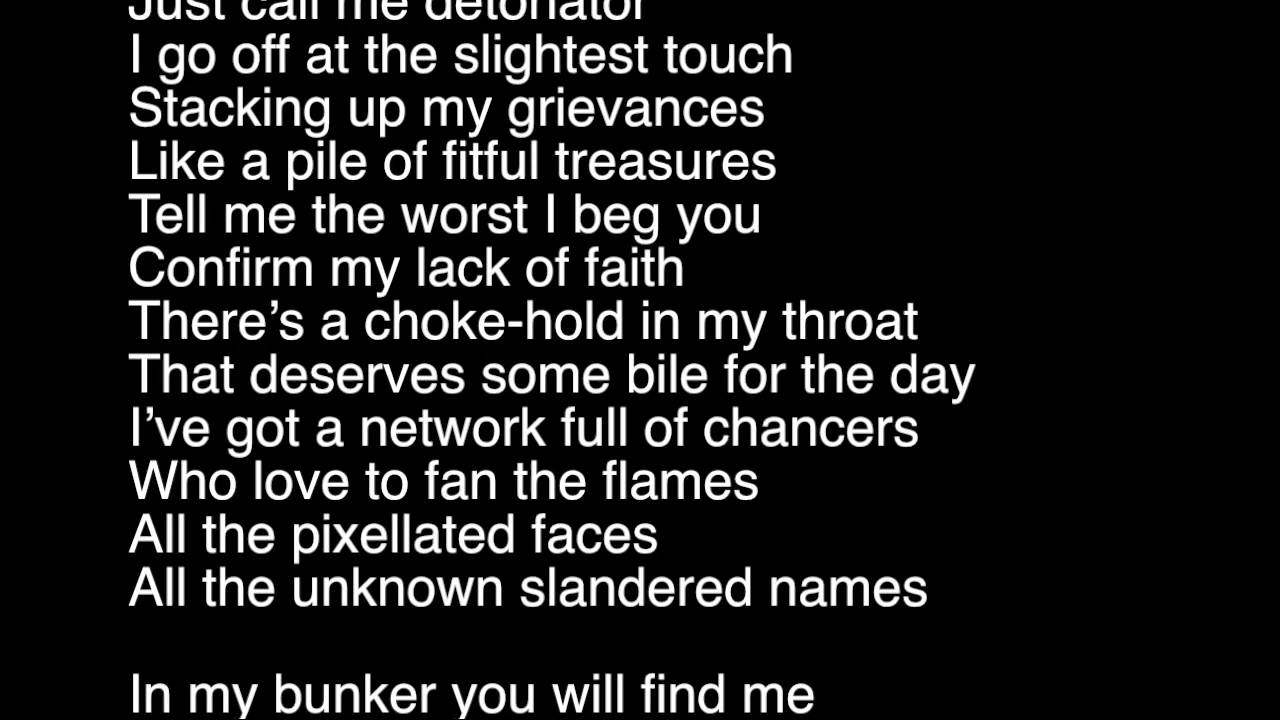 Just call me detonator
I go off at the slightest touch
Stacking up my grievances
Like a pile of fitful treasures
Tell me the worst I beg you
Confirm my lack of faith
There’s a choke-hold in my throat
That deserves some bile for the day
I’ve got a network full of chancers
Who love to fan the flames
All the pixellated faces
All the unknown slandered names
In my bunker you will find me